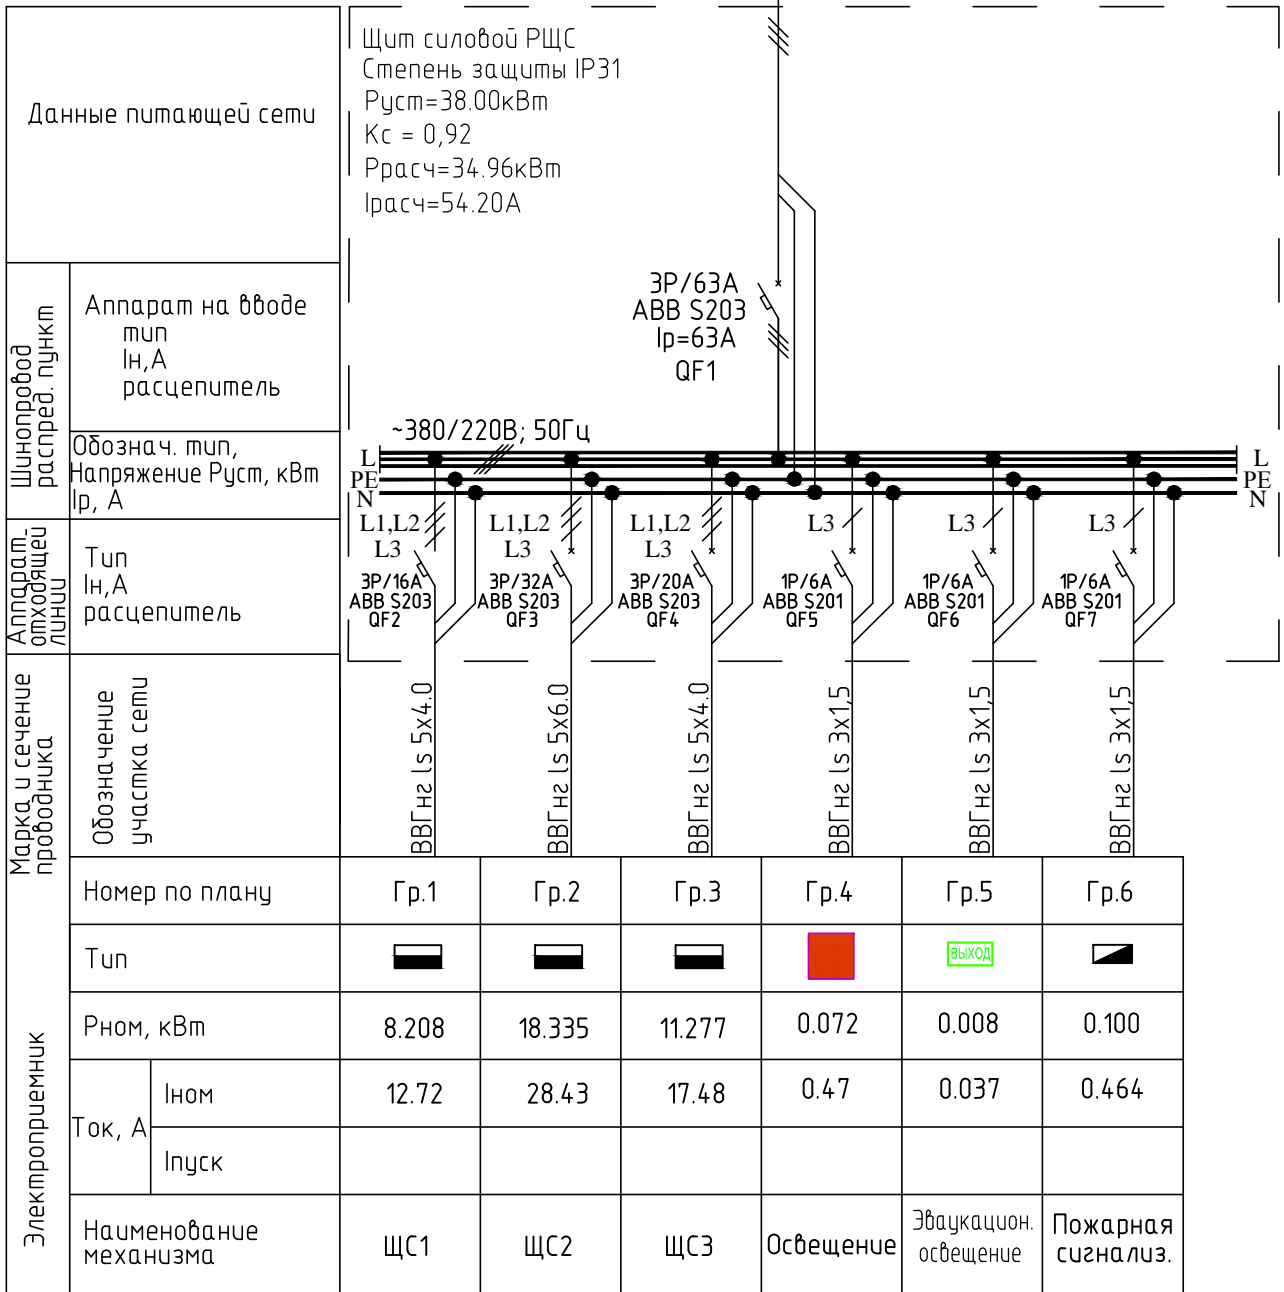 Данные питающей сети
Щит силовой РЩС
Степень защиты IP31
Руст=38.00кВт
Кс = 0,92
Ррасч=34.96кВт
Iрасч=54.20А
Шинопровод
распред. пункт
Аппарат на вводе
тип
Iн,А
расцепитель
3P/63A
ABB S203
Iр=63А
QF1
Обознач. тип,
Напряжение Руст, кВт
Iр, А
~380/220В; 50Гц
L
PE
N
L
PE
N
Аппарат.
отходящей
линии
Тип
Iн,А
расцепитель
L1,L2
L3
3P/16A
ABB S203
QF2
L1,L2
L3
3P/32A
ABB S203
QF3
L1,L2
L3
3P/20A
ABB S203
QF4
L3
1P/6A
ABB S201
QF5
L3
1P/6A
ABB S201
QF6
L3
1P/6A
ABB S201
QF7
Марка и сечение
проводника
Обозначение
участка сети
ВВГнг ls 5х4.0
ВВГнг ls 5х6.0
ВВГнг ls 5х4.0
ВВГнг ls 3х1,5
ВВГнг ls 3х1,5
ВВГнг ls 3х1,5
Номер по плану
Гр.1
Гр.2
Гр.3
Гр.4
Гр.5
Гр.6
Электроприемник
Тип
ВЫХОД
Рном, кВт
8.208
18.335
11.277
0.072
0.008
0.100
Ток, А
Iном
12.72
28.43
17.48
0.47
0.037
0.464
Iпуск
Наименование
механизма
ЩС1
ЩС2
ЩС3
Освещение
Эваукацион.
освещение
Пожарная
сигнализ.